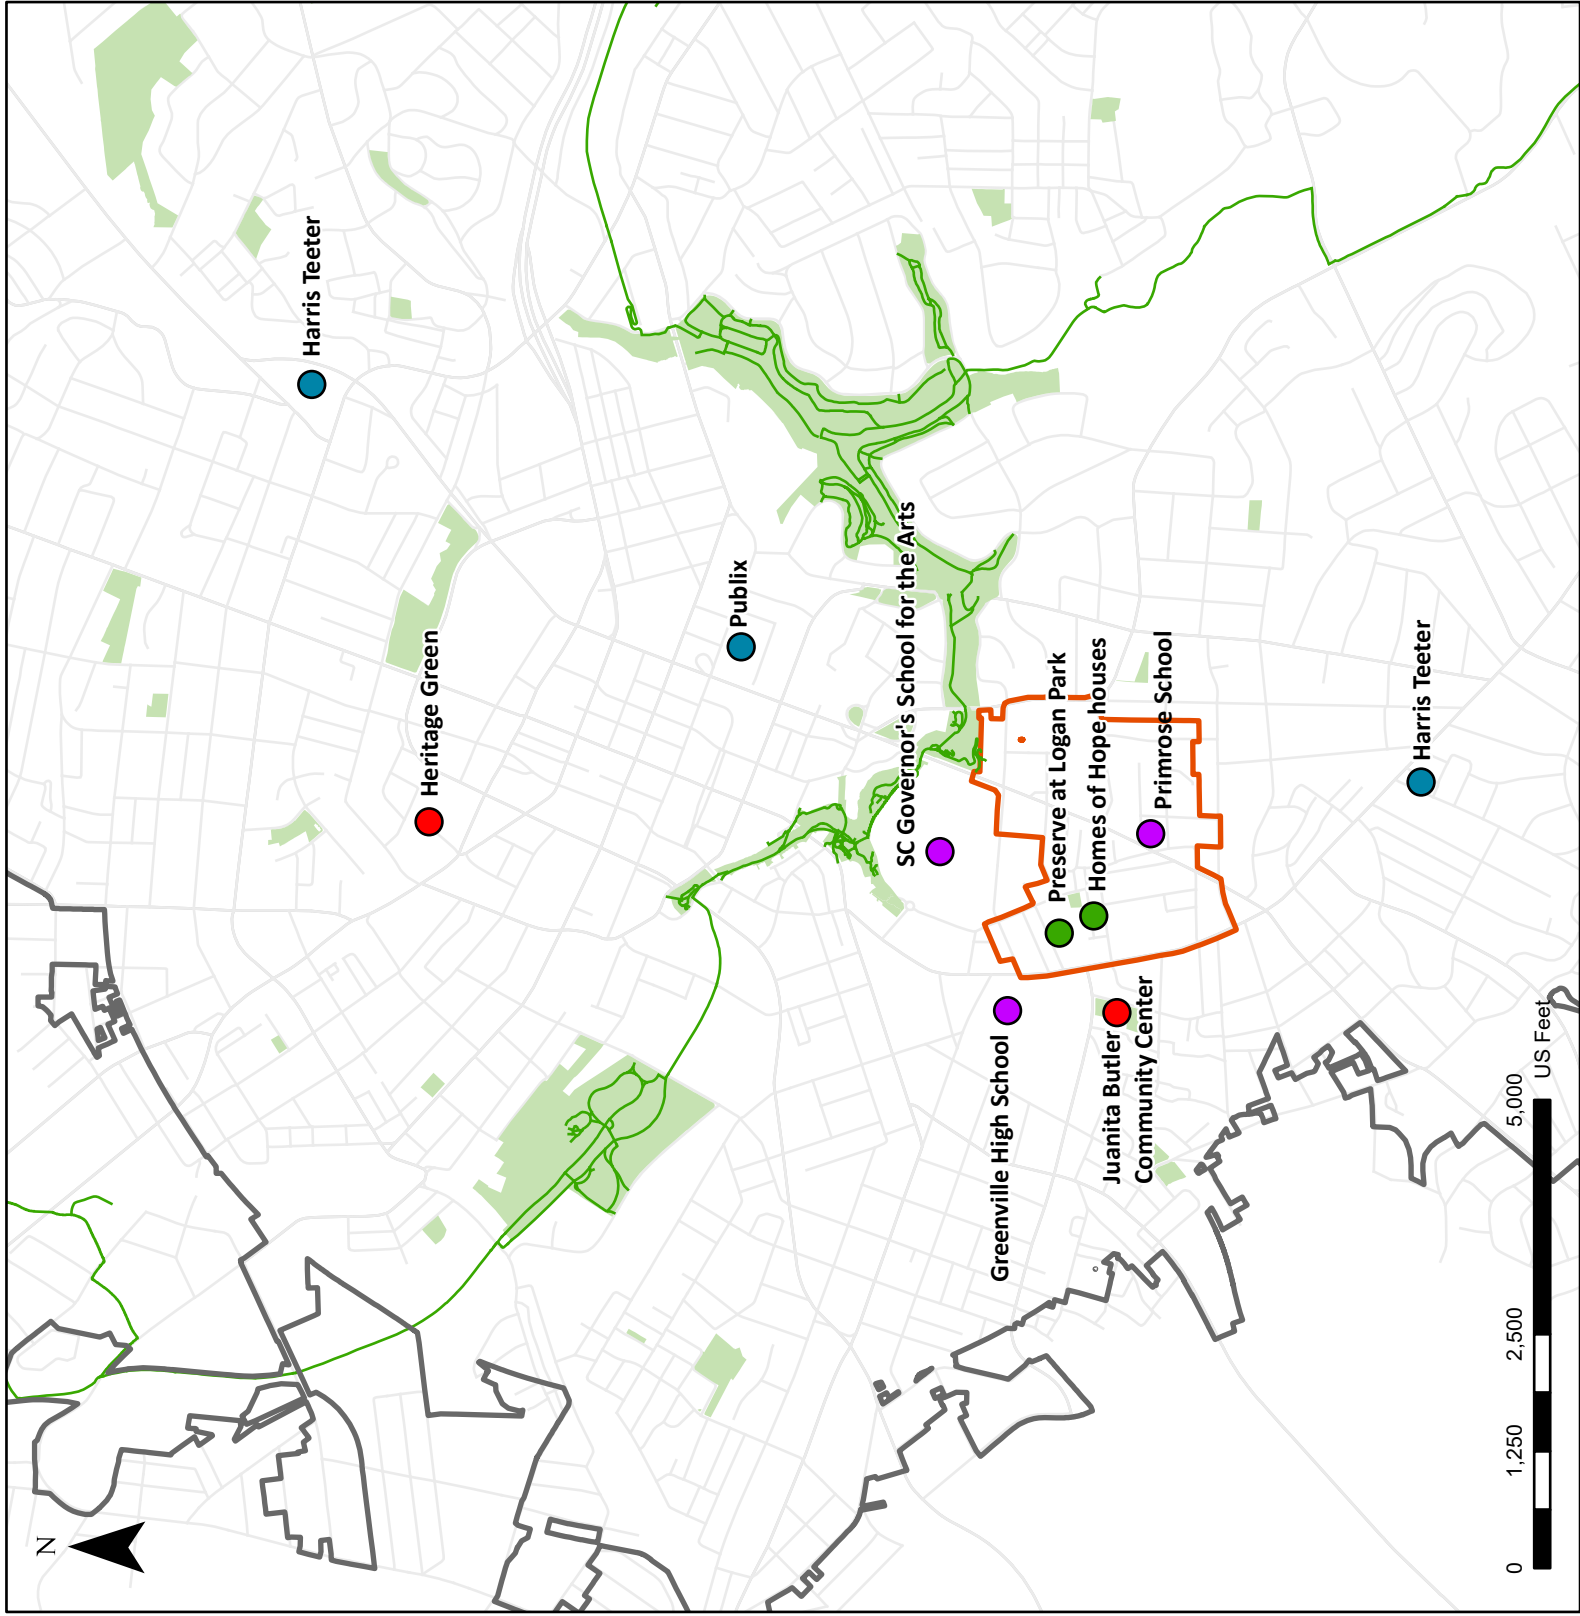 Harris Teeter
Heritage Green
Publix
SC Governor's School for the Arts
Preserve at Logan Park
Homes of Hope houses
Primrose School
Harris Teeter
Greenville High School
Juanita Butler
Community Center
N
0
1,250
2,500
5,000
US Feet